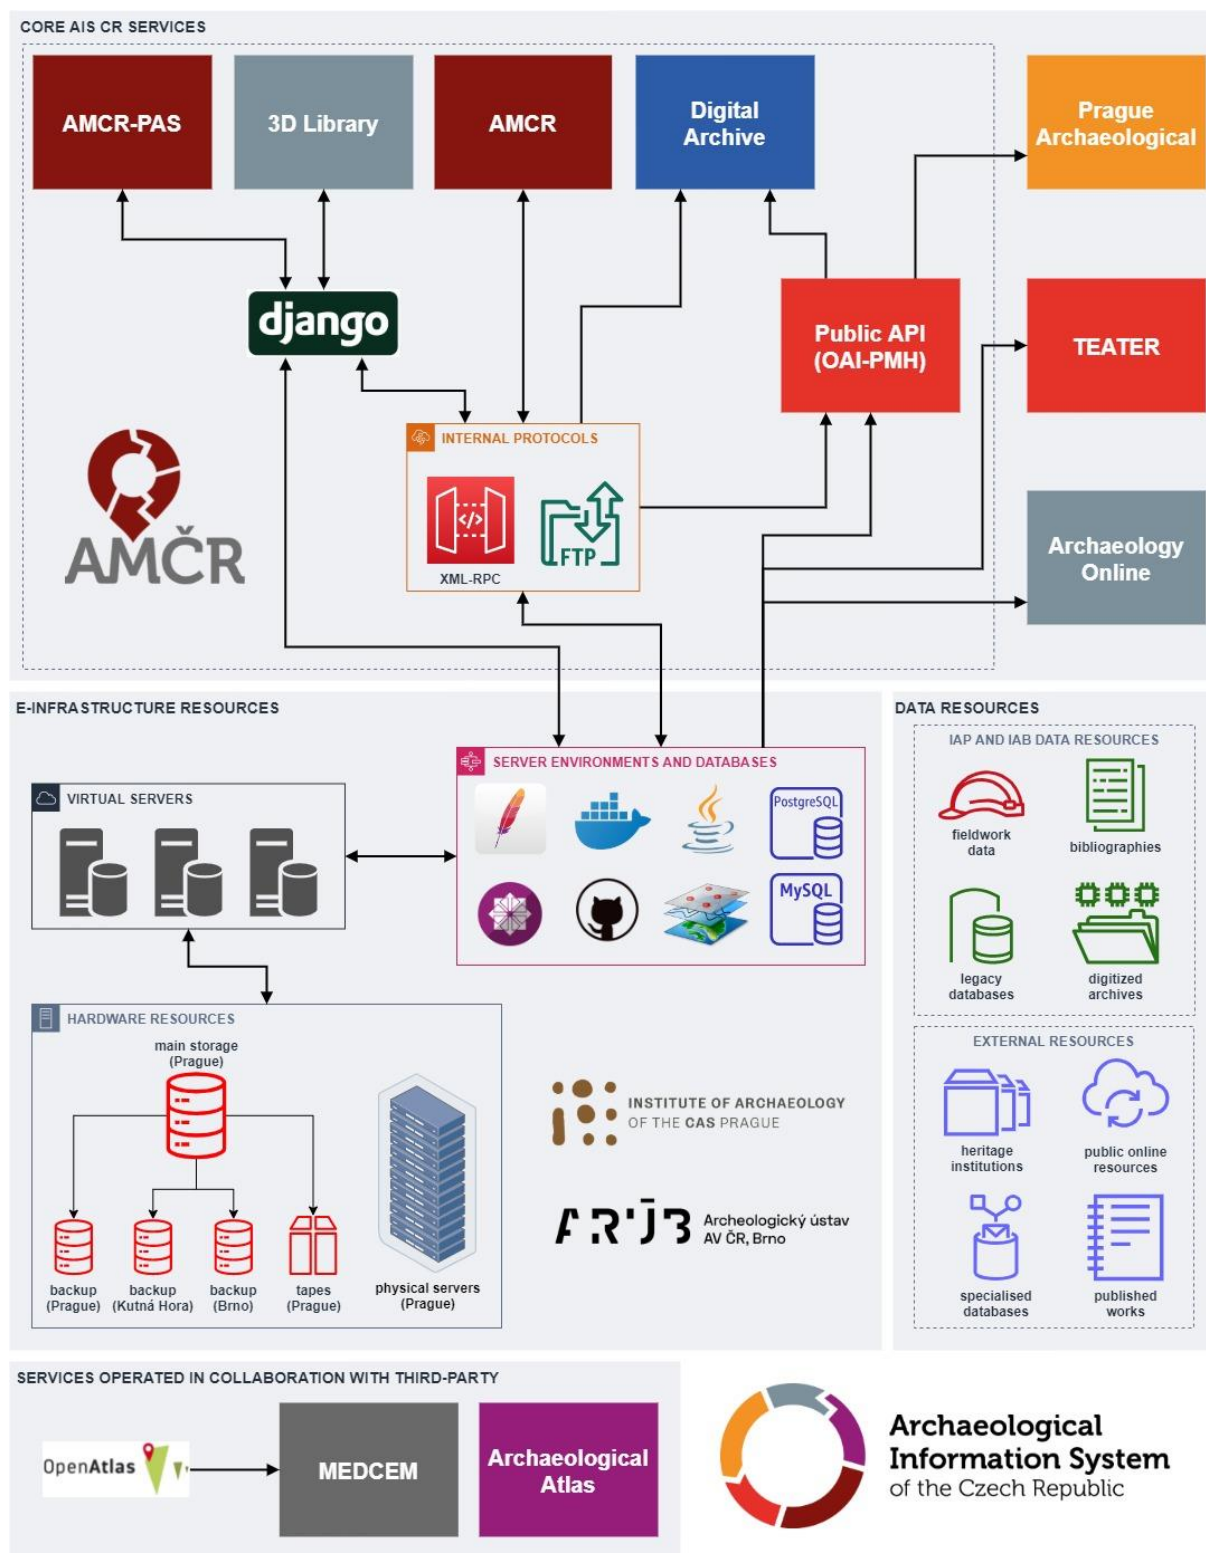 CORE AIS CR SERVICES
AMCR-PAS
3D Library
AMCR
Digital
Archive
Prague
Archaeological
django
Public API
(OAI-PMH)
TEATER
INTERNAL PROTOCOLS
</>
FTP
XML-RPC
AMČR
Archaeology
Online
E-INFRASTRUCTURE RESOURCES
VIRTUAL SERVERS
SERVER ENVIRONMENTS AND DATABASES
PostgreSQL
MySQL
HARDWARE RESOURCES
main storage
(Prague)
backup
(Prague)
backup
(Kutná Hora)
backup
(Brno)
tapes
(Prague)
physical servers
(Prague)
INSTITUTE OF ARCHAEOLOGY
OF THE CAS PRAGUE
ARÚB
Archeologický ústav
AV ČR, Brno
DATA RESOURCES
IAP AND IAB DATA RESOURCES
fieldwork
data
bibliographies
legacy
databases
digitized
archives
EXTERNAL RESOURCES
heritage
institutions
public online
resources
specialised
databases
published
works
SERVICES OPERATED IN COLLABORATION WITH THIRD-PARTY
OpenAtlas
MEDCEM
Archaeological
Atlas
Archaeological
Information System
of the Czech Republic